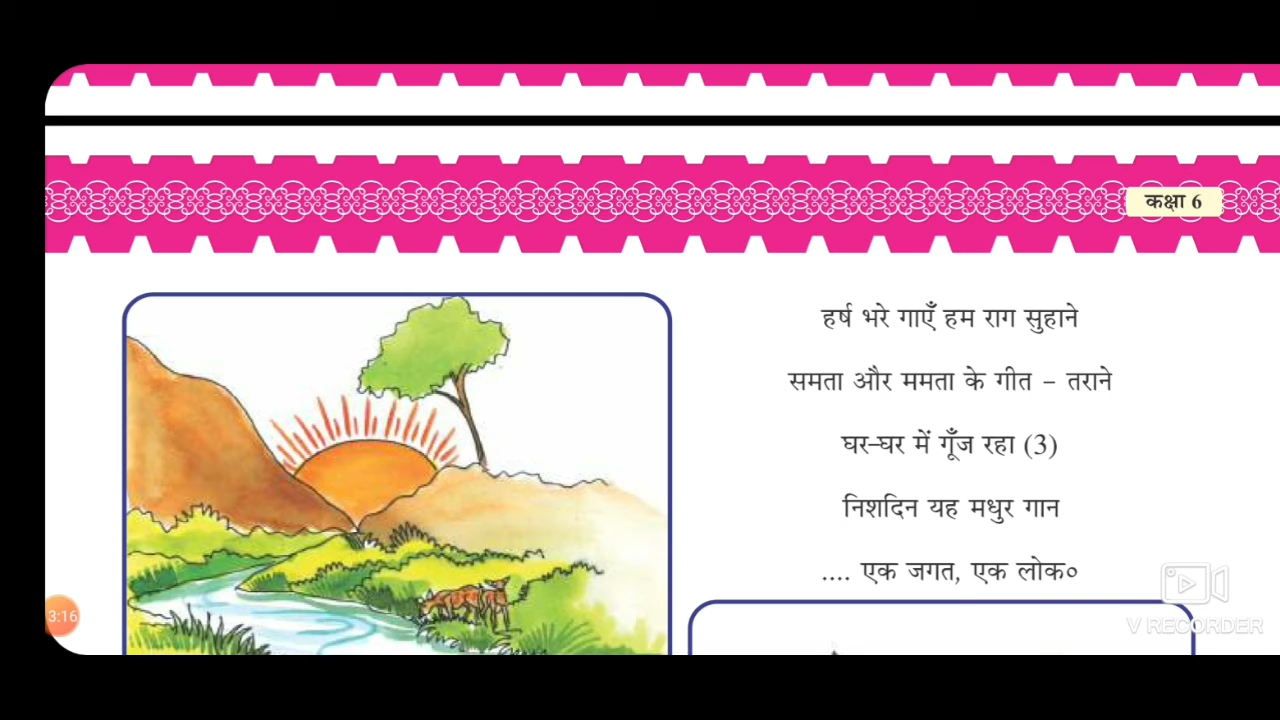 कक्षा 6
हर्ष भरे गाएँ हम राग सुहाने
समता और ममता के गीत – तराने
घर–घर में गूँज रहा (3)
निशदिन यह मधुर गान
.... एक जगत, एक लोक०
3:16
V RECORDER